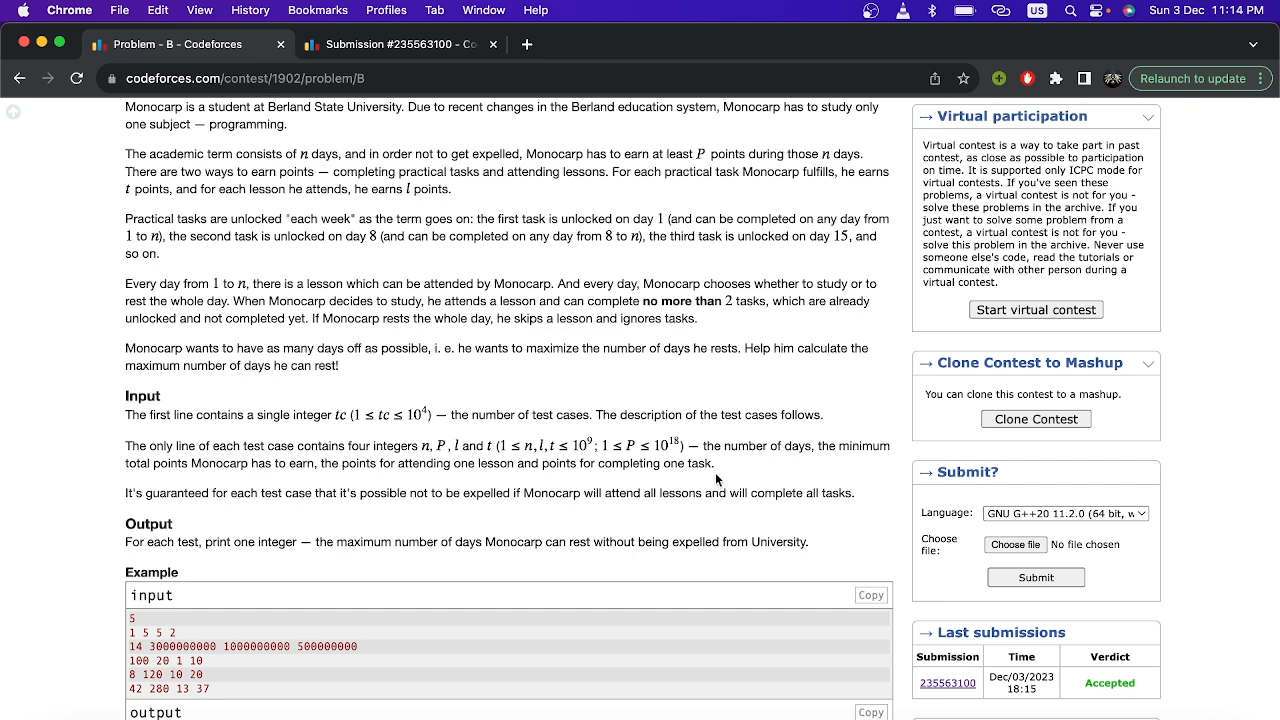 Chrome File Edit View History Bookmarks Profiles Tab Window Help US Sun 3 Dec 11:14 PM
Problem - B - Codeforces Submission #235563100 - Co
codeforces.com/contest/1902/problem/B Relaunch to update
Monocarp is a student at Berland State University. Due to recent changes in the Berland education system, Monocarp has to study only
one subject — programming.
The academic term consists of n days, and in order not to get expelled, Monocarp has to earn at least P points during those n days.
There are two ways to earn points — completing practical tasks and attending lessons. For each practical task Monocarp fulfills, he earns
t points, and for each lesson he attends, he earns l points.
Practical tasks are unlocked "each week" as the term goes on: the first task is unlocked on day 1 (and can be completed on any day from
1 to n), the second task is unlocked on day 8 (and can be completed on any day from 8 to n), the third task is unlocked on day 15, and
so on.
Every day from 1 to n, there is a lesson which can be attended by Monocarp. And every day, Monocarp chooses whether to study or to
rest the whole day. When Monocarp decides to study, he attends a lesson and can complete no more than 2 tasks, which are already
unlocked and not completed yet. If Monocarp rests the whole day, he skips a lesson and ignores tasks.
Monocarp wants to have as many days off as possible, i. e. he wants to maximize the number of days he rests. Help him calculate the
maximum number of days he can rest!
Input
The first line contains a single integer tc (1 ≤ tc ≤ 10⁴) — the number of test cases. The description of the test cases follows.
The only line of each test case contains four integers n, P, l and t (1 ≤ n, l, t ≤ 10⁹; 1 ≤ P ≤ 10¹⁸) — the number of days, the minimum
total points Monocarp has to earn, the points for attending one lesson and points for completing one task.
It's guaranteed for each test case that it's possible not to be expelled if Monocarp will attend all lessons and will complete all tasks.
Output
For each test, print one integer — the maximum number of days Monocarp can rest without being expelled from University.
Example
input Copy
5
1 5 5 2
14 3000000000 1000000000 500000000
100 20 1 10
8 120 10 20
42 280 13 37
output Copy
→ Virtual participation
Virtual contest is a way to take part in past
contest, as close as possible to participation
on time. It is supported only ICPC mode for
virtual contests. If you've seen these
problems, a virtual contest is not for you -
solve these problems in the archive. If you
just want to solve some problem from a
contest, a virtual contest is not for you -
solve this problem in the archive. Never use
someone else's code, read the tutorials or
communicate with other person during a
virtual contest.
Start virtual contest
→ Clone Contest to Mashup
You can clone this contest to a mashup.
Clone Contest
→ Submit?
Language: GNU G++20 11.2.0 (64 bit, w
Choose
file: Choose file No file chosen
Submit
→ Last submissions
Submission Time Verdict
235563100 Dec/03/2023 Accepted
18:15